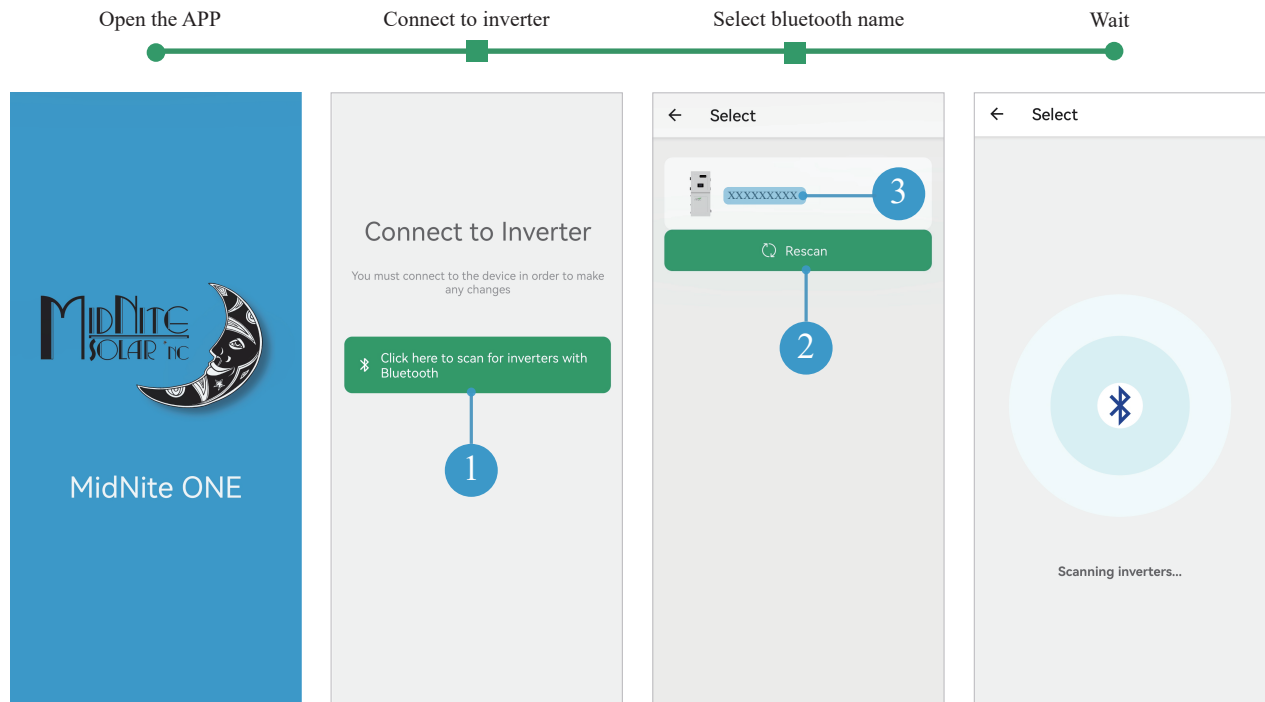 Open the APP
Connect to inverter
Select bluetooth name
Wait
MIDNITE
SOLAR INC
MidNite ONE
Connect to Inverter
You must connect to the device in order to make
any changes
Click here to scan for inverters with
Bluetooth
1
Select
XXXXXXXXX
3
Rescan
2
Select
Scanning inverters...